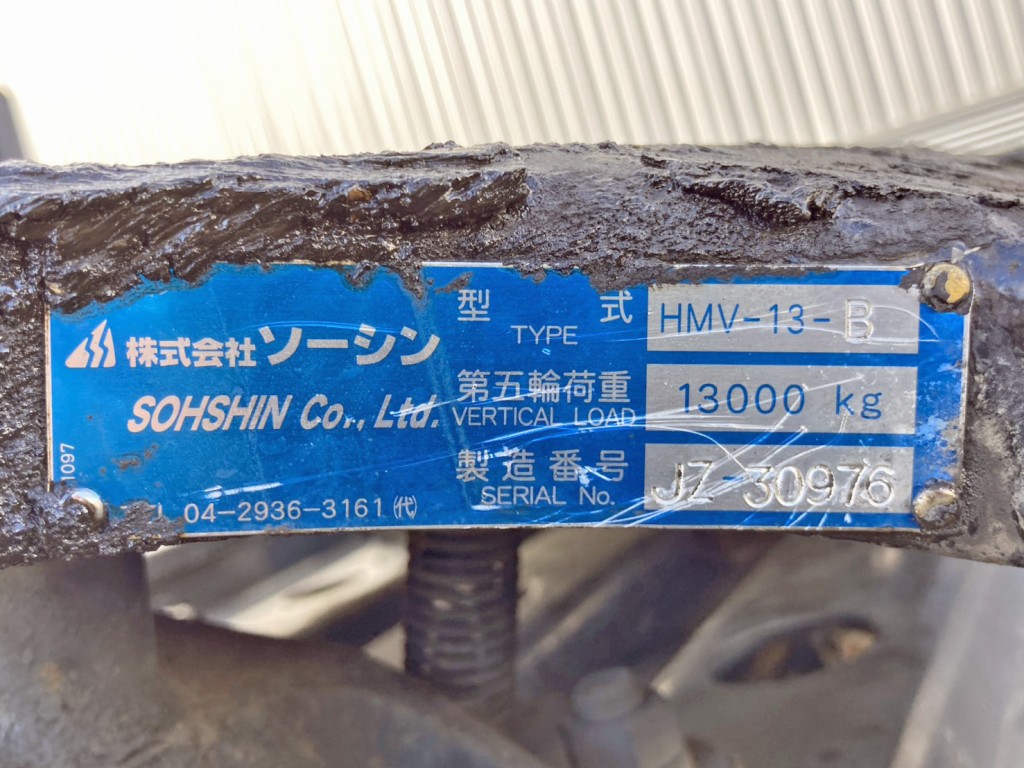 株式会社ソーシン
SOHSHIN Co., Ltd.
1097
04-2936-3161 ㈹
型式 HMV-13-B
TYPE
第五輪荷重 13000 kg
VERTICAL LOAD
製造番号 JZ-30976
SERIAL No.